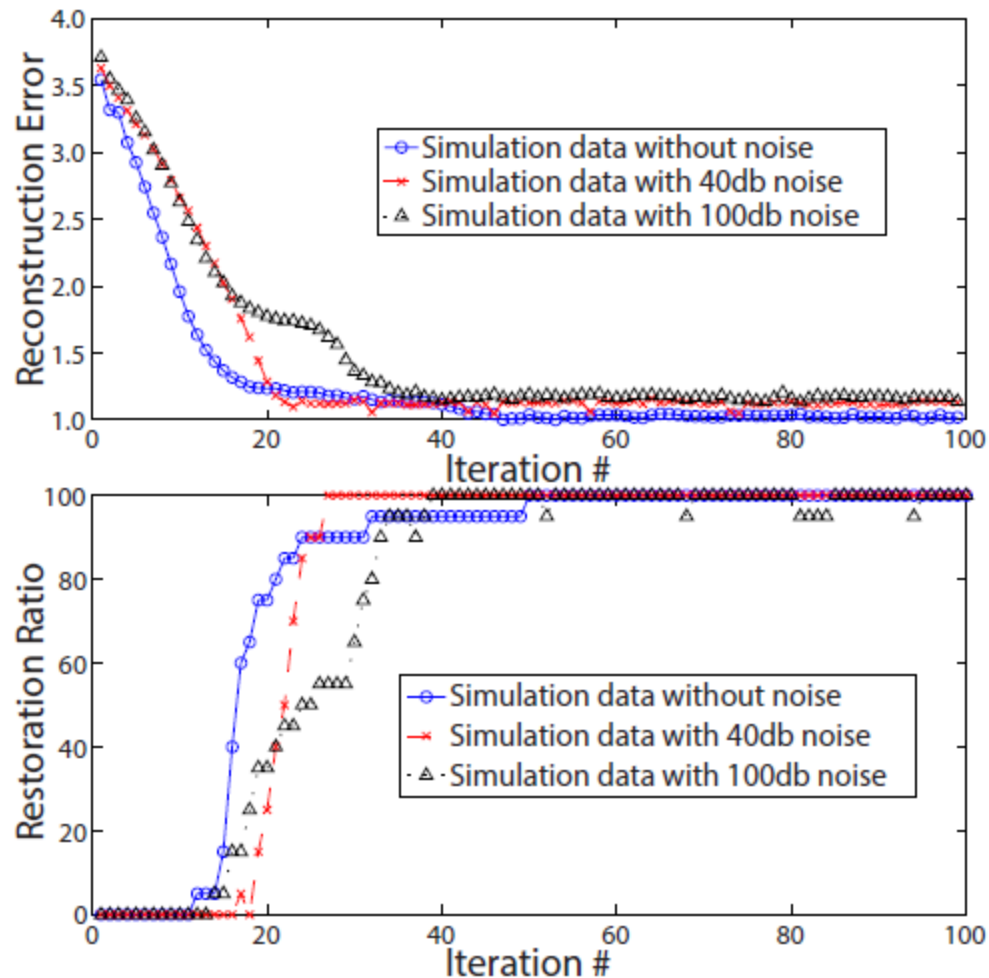 4.0
3.5
3.0
2.5
2.0
1.5
1.0
Reconstruction Error
Simulation data without noise
Simulation data with 40db noise
Simulation data with 100db noise
0 20 40 60 80 100
Iteration #
100
80
60
40
20
0
Restoration Ratio
Simulation data without noise
Simulation data with 40db noise
Simulation data with 100db noise
0 20 40 60 80 100
Iteration #